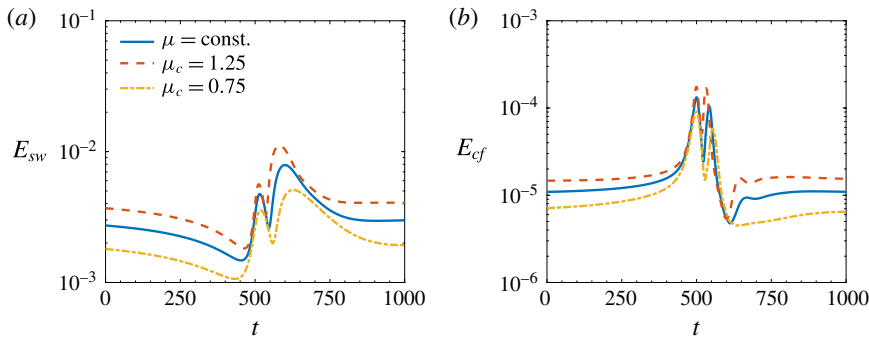 (a)
10⁻¹
μ = const.
μc = 1.25
μc = 0.75
10⁻²
Esw
10⁻³
0 250 500 750 1000
t
(b)
10⁻³
10⁻⁴
Ecf
10⁻⁵
10⁻⁶
0 250 500 750 1000
t